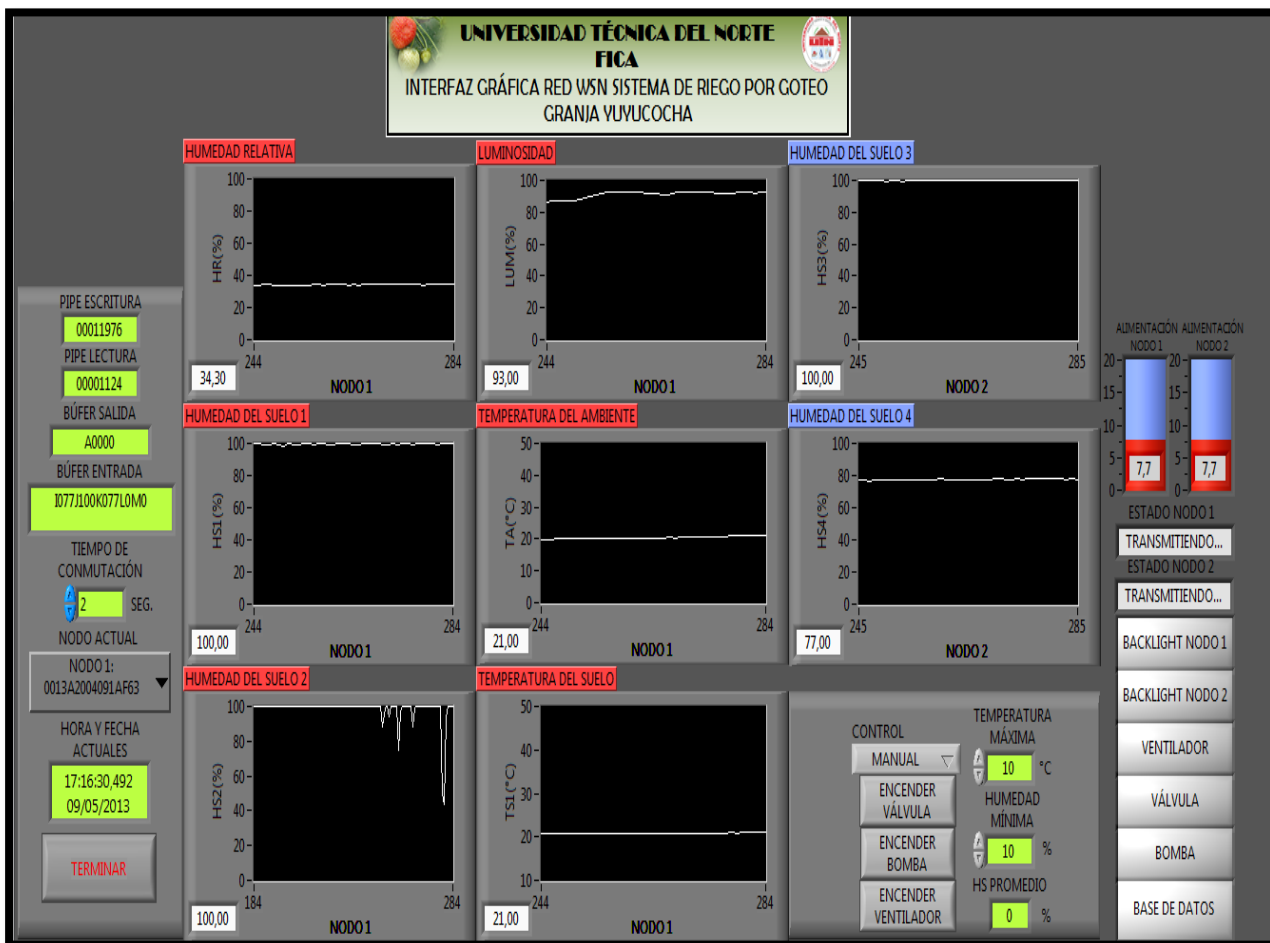 UNIVERSIDAD TÉCNICA DEL NORTE
FICA
INTERFAZ GRÁFICA RED WSN SISTEMA DE RIEGO POR GOTEO
GRANJA YUYUCOCHA
PIPE ESCRITURA
00011976
PIPE LECTURA
00001124
BÚFER SALIDA
A0000
BÚFER ENTRADA
I077J100K077L0M0
TIEMPO DE
CONMUTACIÓN
2 SEG.
NODO ACTUAL
NODO 1:
0013A2004091AF63
HORA Y FECHA
ACTUALES
17:16:30,492
09/05/2013
TERMINAR
HUMEDAD RELATIVA
HR(%)
100
80
60
40
20
0
244 284
34,30
NODO 1
LUMINOSIDAD
LUM(%)
100
80
60
40
20
0
244 284
93,00
NODO 1
HUMEDAD DEL SUELO 3
HS3(%)
100
80
60
40
20
0
245 285
100,00
NODO 2
HUMEDAD DEL SUELO 1
HS1(%)
100
80
60
40
20
0
244 284
100,00
NODO 1
TEMPERATURA DEL AMBIENTE
TA(°C)
50
40
30
20
10
0
244 284
21,00
NODO 1
HUMEDAD DEL SUELO 4
HS4(%)
100
80
60
40
20
0
245 285
77,00
NODO 2
HUMEDAD DEL SUELO 2
HS2(%)
100
80
60
40
20
0
184 284
100,00
NODO 1
TEMPERATURA DEL SUELO
TS1(°C)
50
40
30
20
10
244 284
21,00
NODO 1
CONTROL
MANUAL
ENCENDER
VÁLVULA
ENCENDER
BOMBA
ENCENDER
VENTILADOR
TEMPERATURA
MÁXIMA
10 °C
HUMEDAD
MÍNIMA
10 %
HS PROMEDIO
0 %
ALIMENTACIÓN ALIMENTACIÓN
NODO 1 NODO 2
20 20
15 15
10 10
5 5
0 0
7,7 7,7
ESTADO NODO 1
TRANSMITIENDO...
ESTADO NODO 2
TRANSMITIENDO...
BACKLIGHT NODO 1
BACKLIGHT NODO 2
VENTILADOR
VÁLVULA
BOMBA
BASE DE DATOS